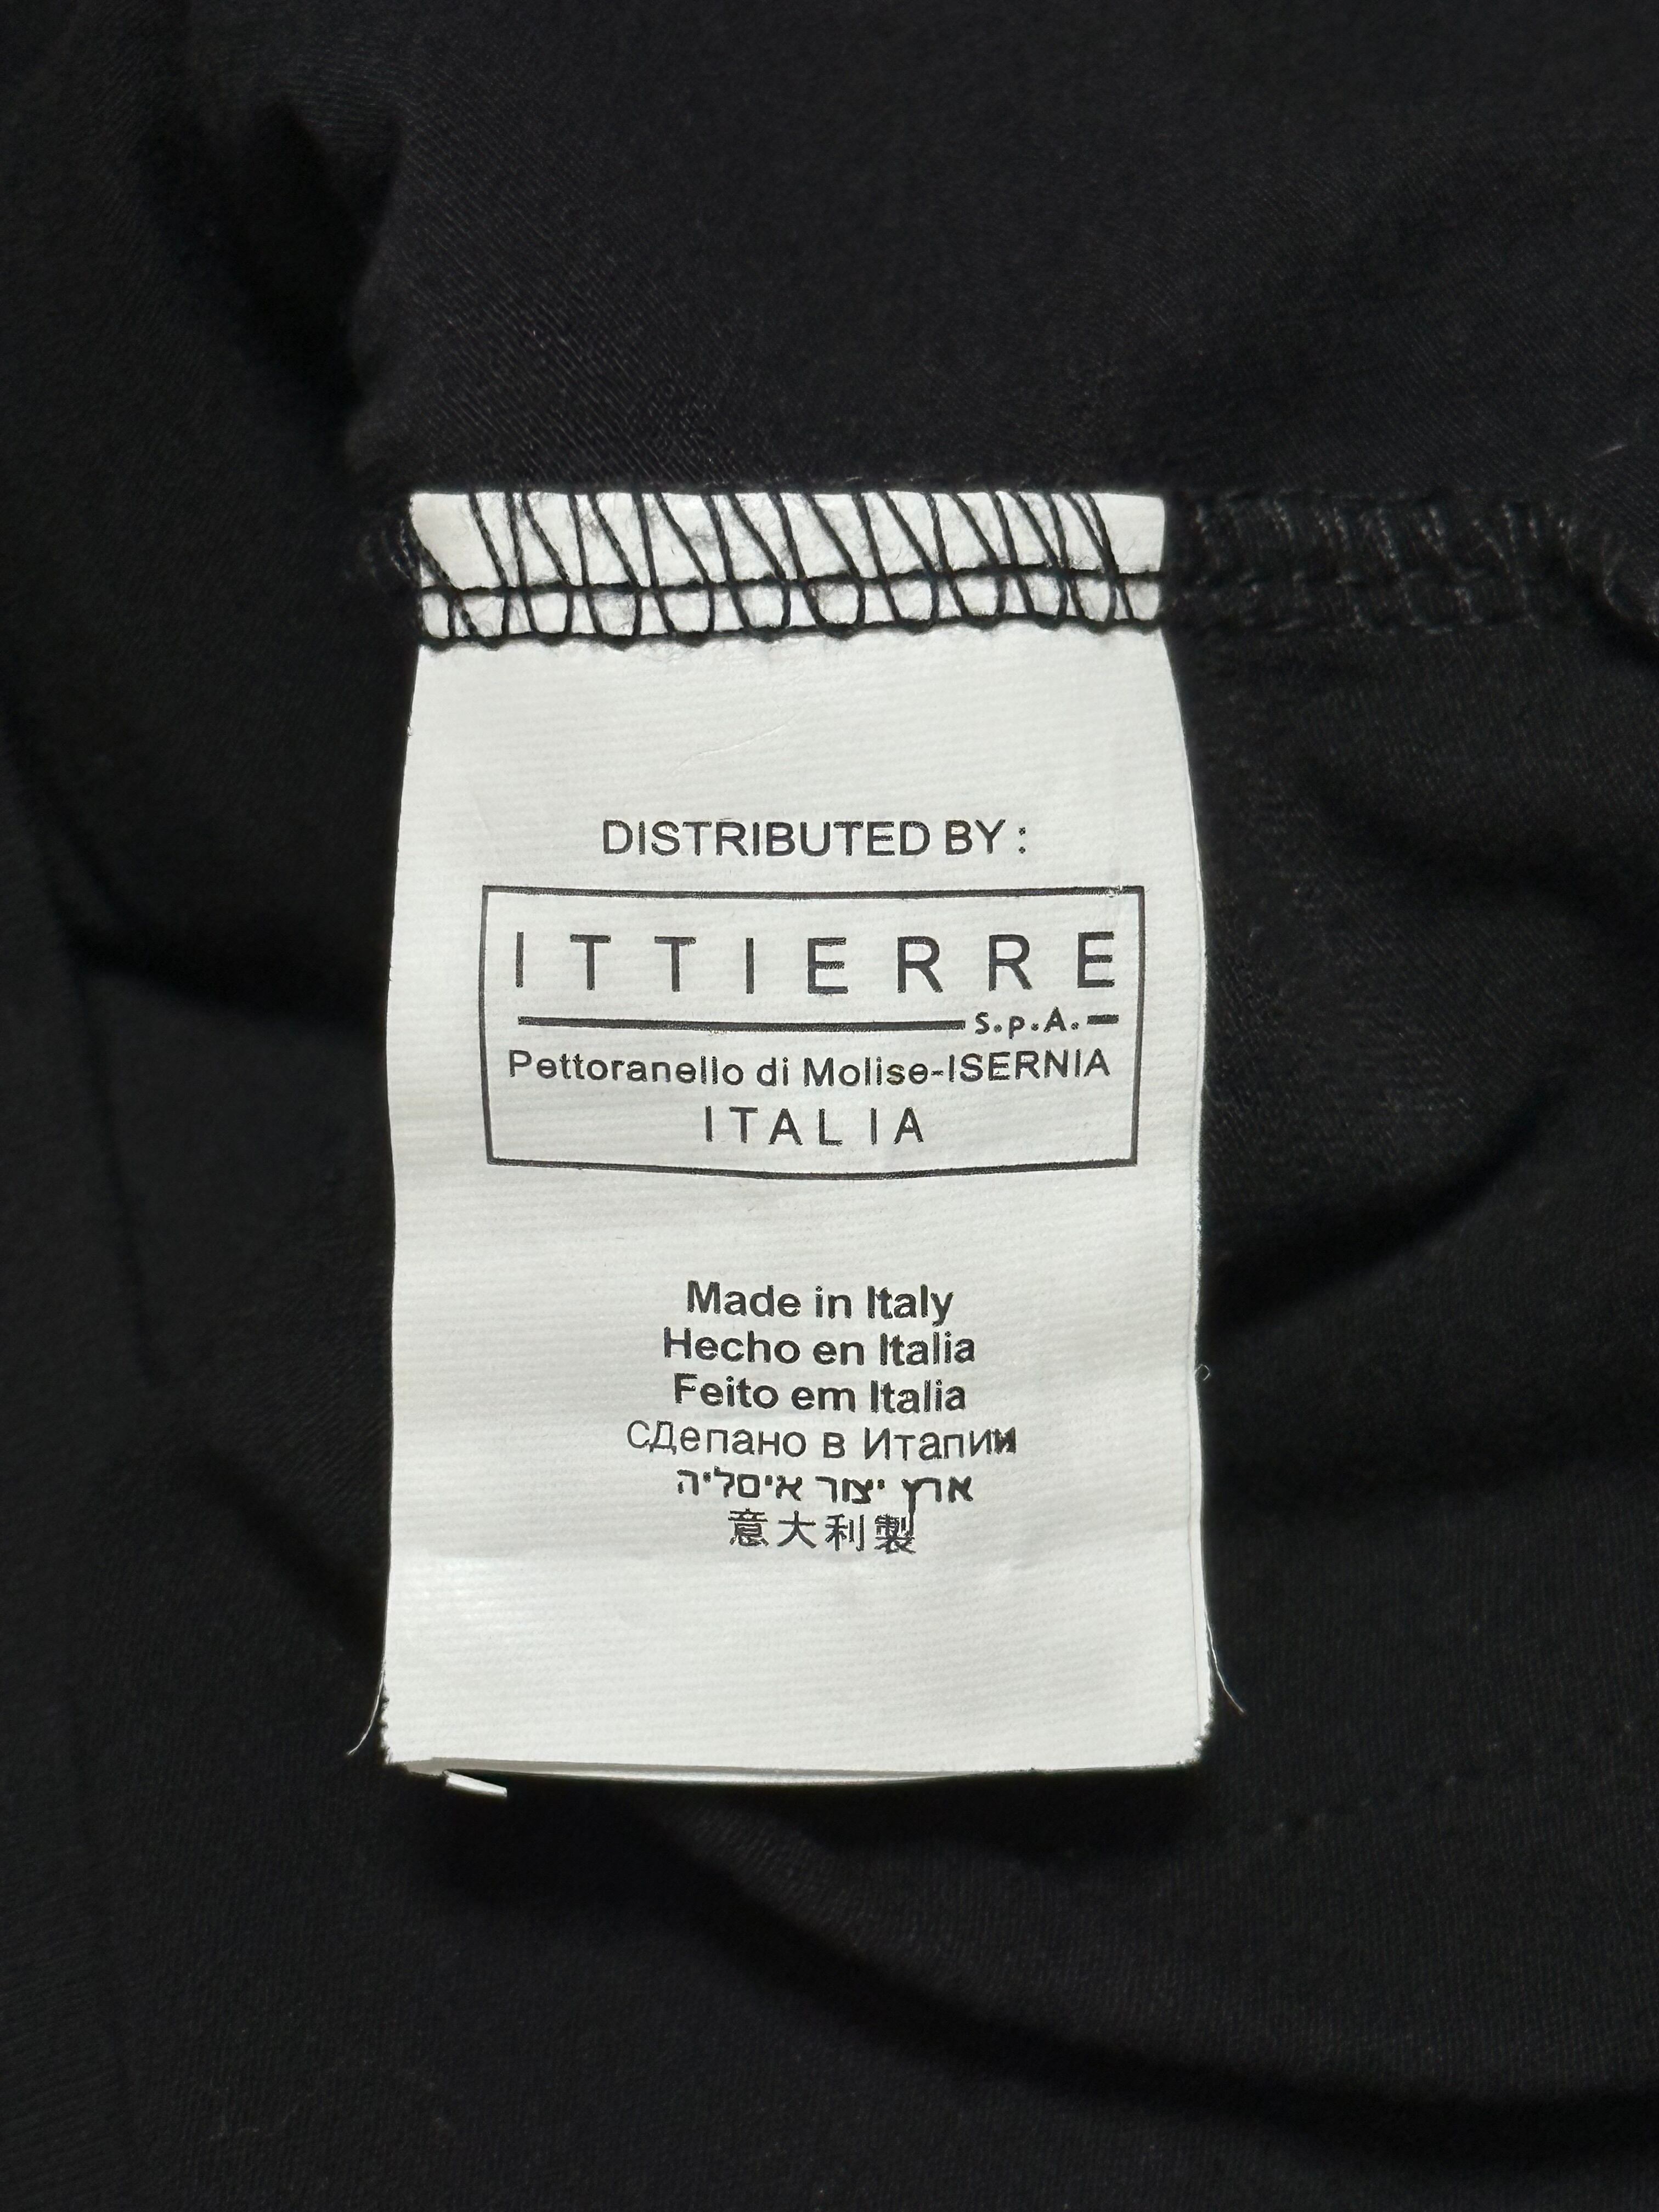 DISTRIBUTED BY :
ITTIERRE
S.p.A.
Pettoranello di Molise-ISERNIA
ITALIA
Made in Italy
Hecho en Italia
Feito em Italia
сДепано в Итапии
ארץ יצור איסליה
意大利製